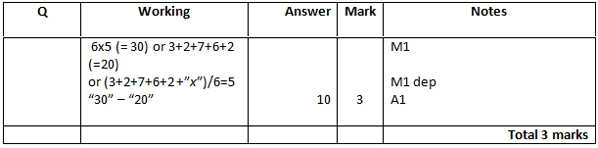 Q Working Answer Mark Notes
6x5 (= 30) or 3+2+7+6+2 M1
(=20)
or (3+2+7+6+2+"x")/6=5 M1 dep
"30" – "20" 10 3 A1
Total 3 marks